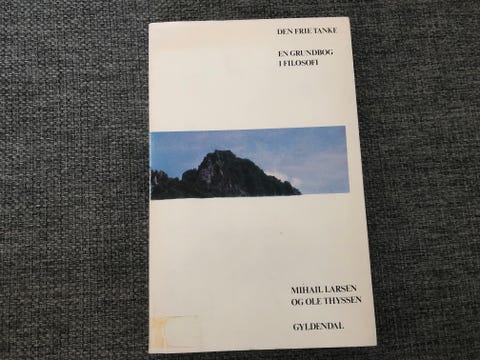 DEN FRIE TANKE
EN GRUNDBOG
I FILOSOFI
MIHAIL LARSEN
OG OLE THYSSEN
GYLDENDAL